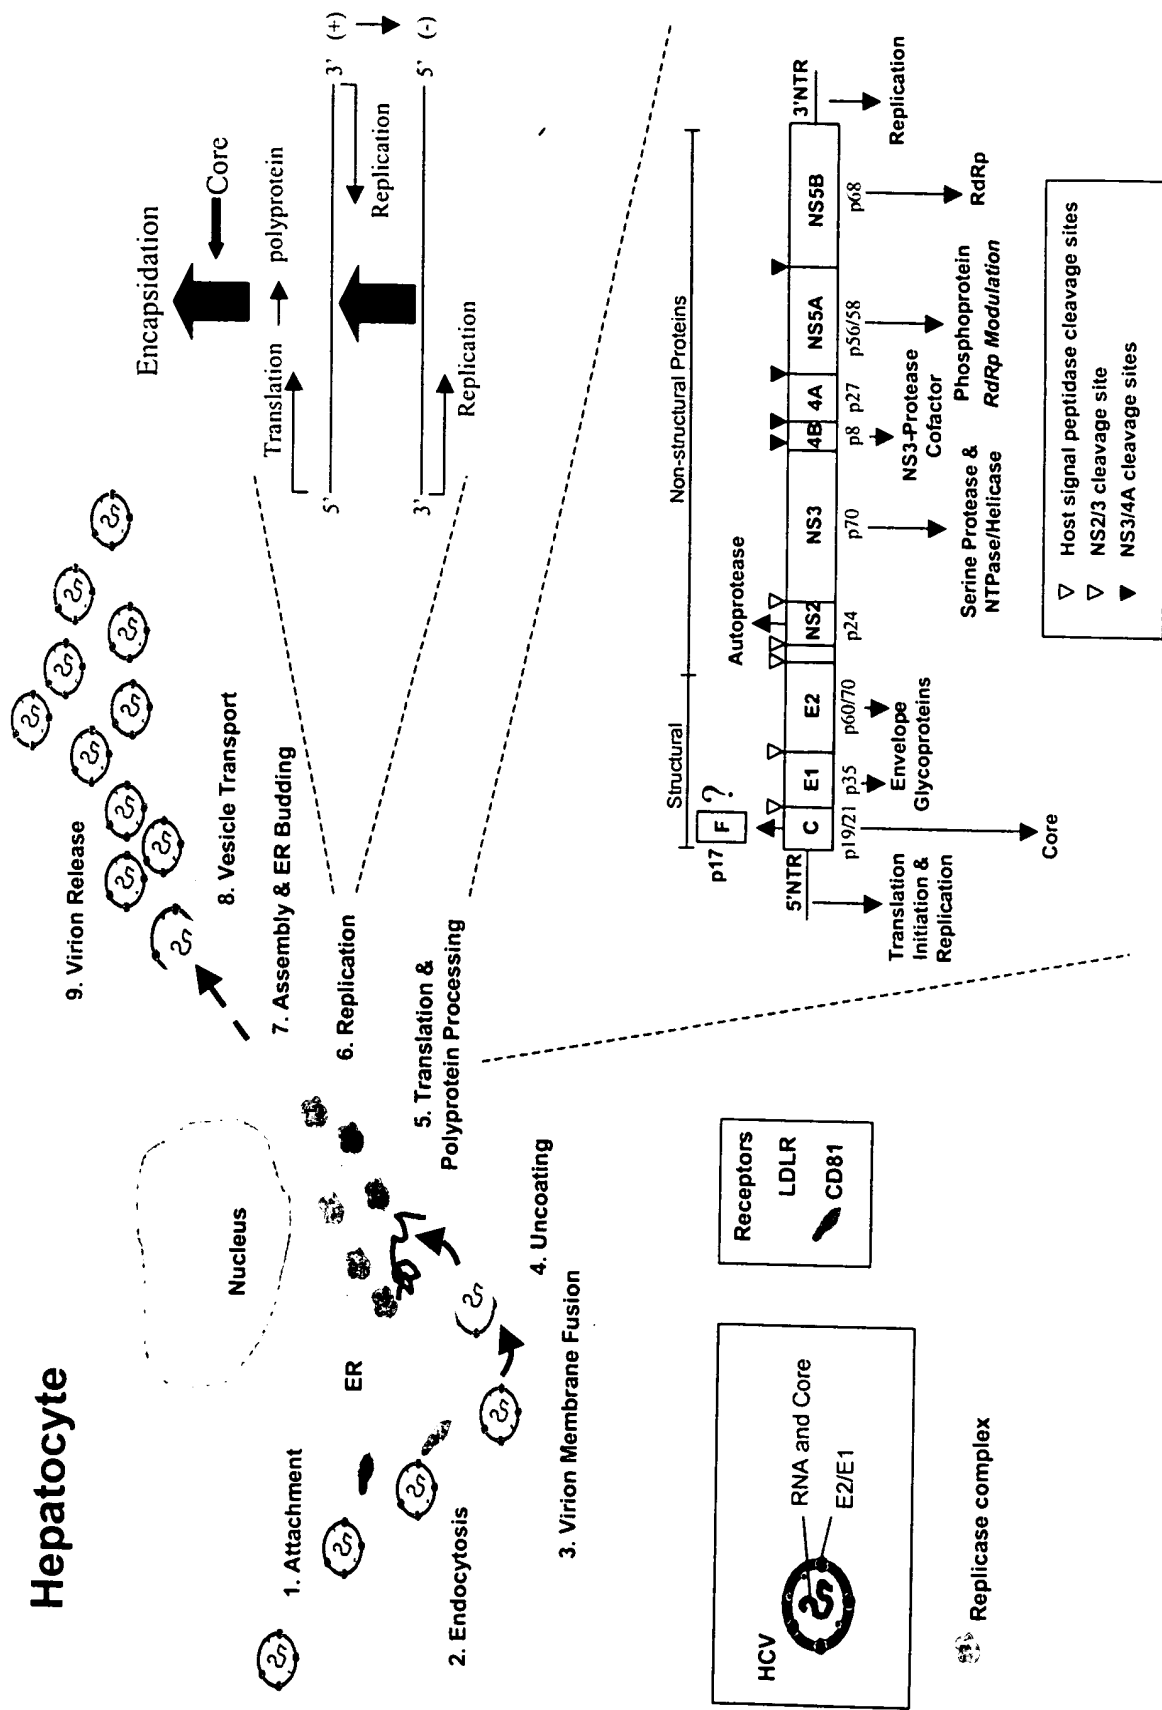 Hepatocyte
Nucleus
ER
1. Attachment
2. Endocytosis
3. Virion Membrane Fusion
4. Uncoating
5. Translation &
Polyprotein Processing
6. Replication
7. Assembly & ER Budding
8. Vesicle Transport
9. Virion Release
Encapsidation
Core
Translation
polyprotein
5'
3'
(+)
Replication
3'
5'
(-)
Replication
HCV
RNA and Core
E2/E1
Replicase complex
Receptors
LDLR
CD81
Structural
Non-structural Proteins
p17
F
?
Autoprotease
5'NTR
C
E1
E2
NS2
NS3
4B
4A
NS5A
NS5B
3'NTR
p19/21
p35
p60/70
p24
p70
p8
p27
p56/58
p68
Translation
Initiation &
Replication
Core
Envelope
Glycoproteins
Serine Protease &
NTPase/Helicase
NS3-Protease
Cofactor
Phosphoprotein
RdRp Modulation
RdRp
Replication
Host signal peptidase cleavage sites
NS2/3 cleavage site
NS3/4A cleavage sites